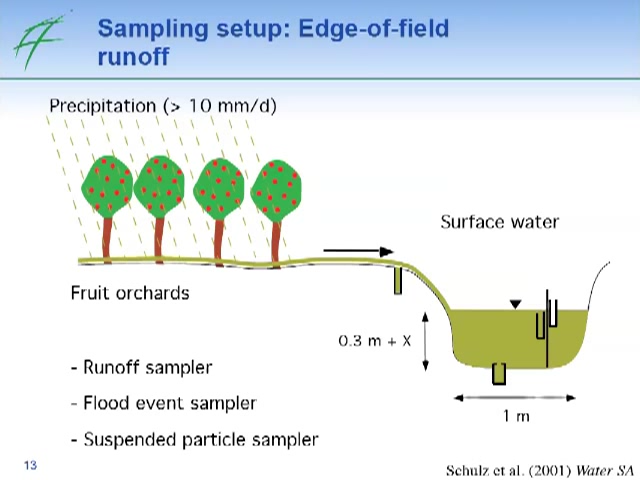 Sampling setup: Edge-of-field
runoff
Precipitation (> 10 mm/d)
Surface water
Fruit orchards
0.3 m + X
- Runoff sampler
- Flood event sampler
- Suspended particle sampler
1 m
13
Schulz et al. (2001) Water SA